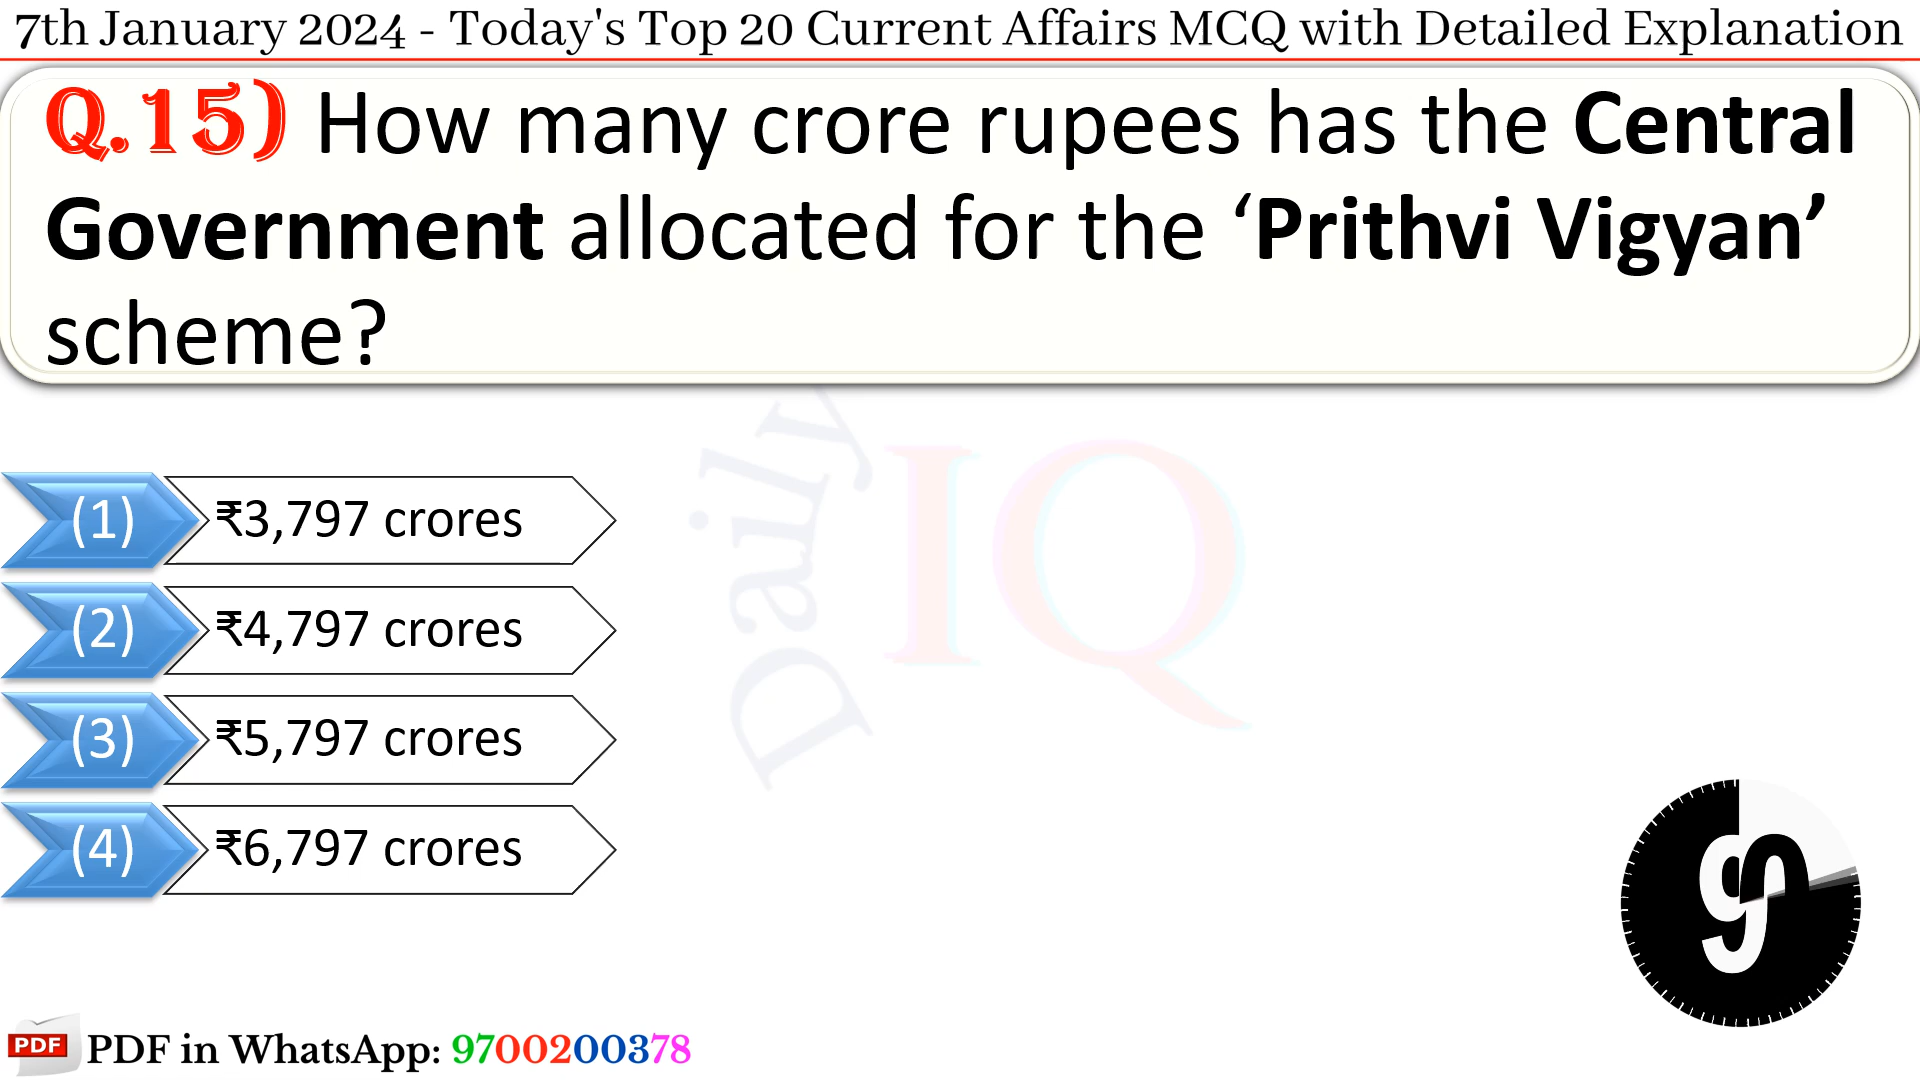 7th January 2024 - Today's Top 20 Current Affairs MCQ with Detailed Explanation
Q.15) How many crore rupees has the Central
Government allocated for the ‘Prithvi Vigyan’
scheme?
Daily
IQ
(1) ₹3,797 crores
(2) ₹4,797 crores
(3) ₹5,797 crores
(4) ₹6,797 crores
PDF PDF in WhatsApp: 9700200378